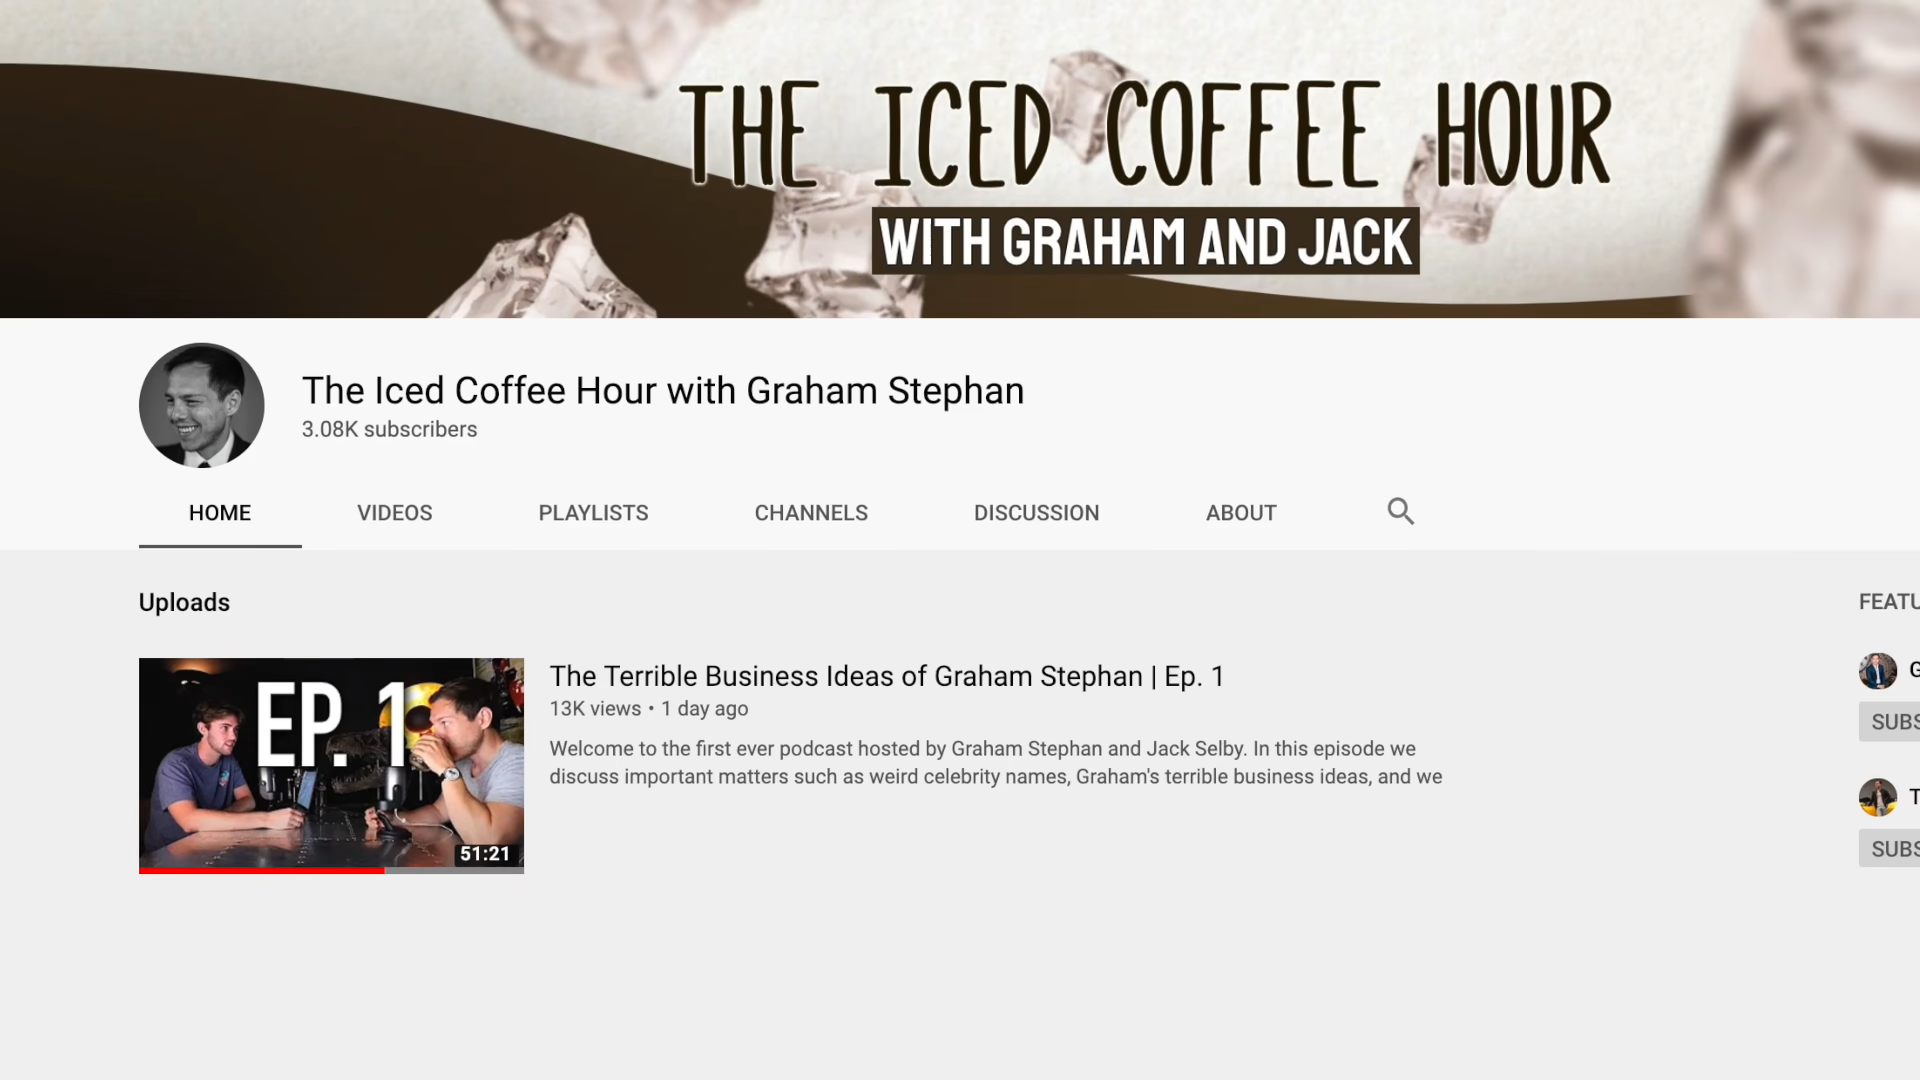 THE ICED COFFEE HOUR
WITH GRAHAM AND JACK
The Iced Coffee Hour with Graham Stephan
3.08K subscribers
HOME VIDEOS PLAYLISTS CHANNELS DISCUSSION ABOUT
Uploads
EP. 1
51:21
The Terrible Business Ideas of Graham Stephan | Ep. 1
13K views • 1 day ago
Welcome to the first ever podcast hosted by Graham Stephan and Jack Selby. In this episode we
discuss important matters such as weird celebrity names, Graham's terrible business ideas, and we
FEATU
G
SUBS
T
SUBS